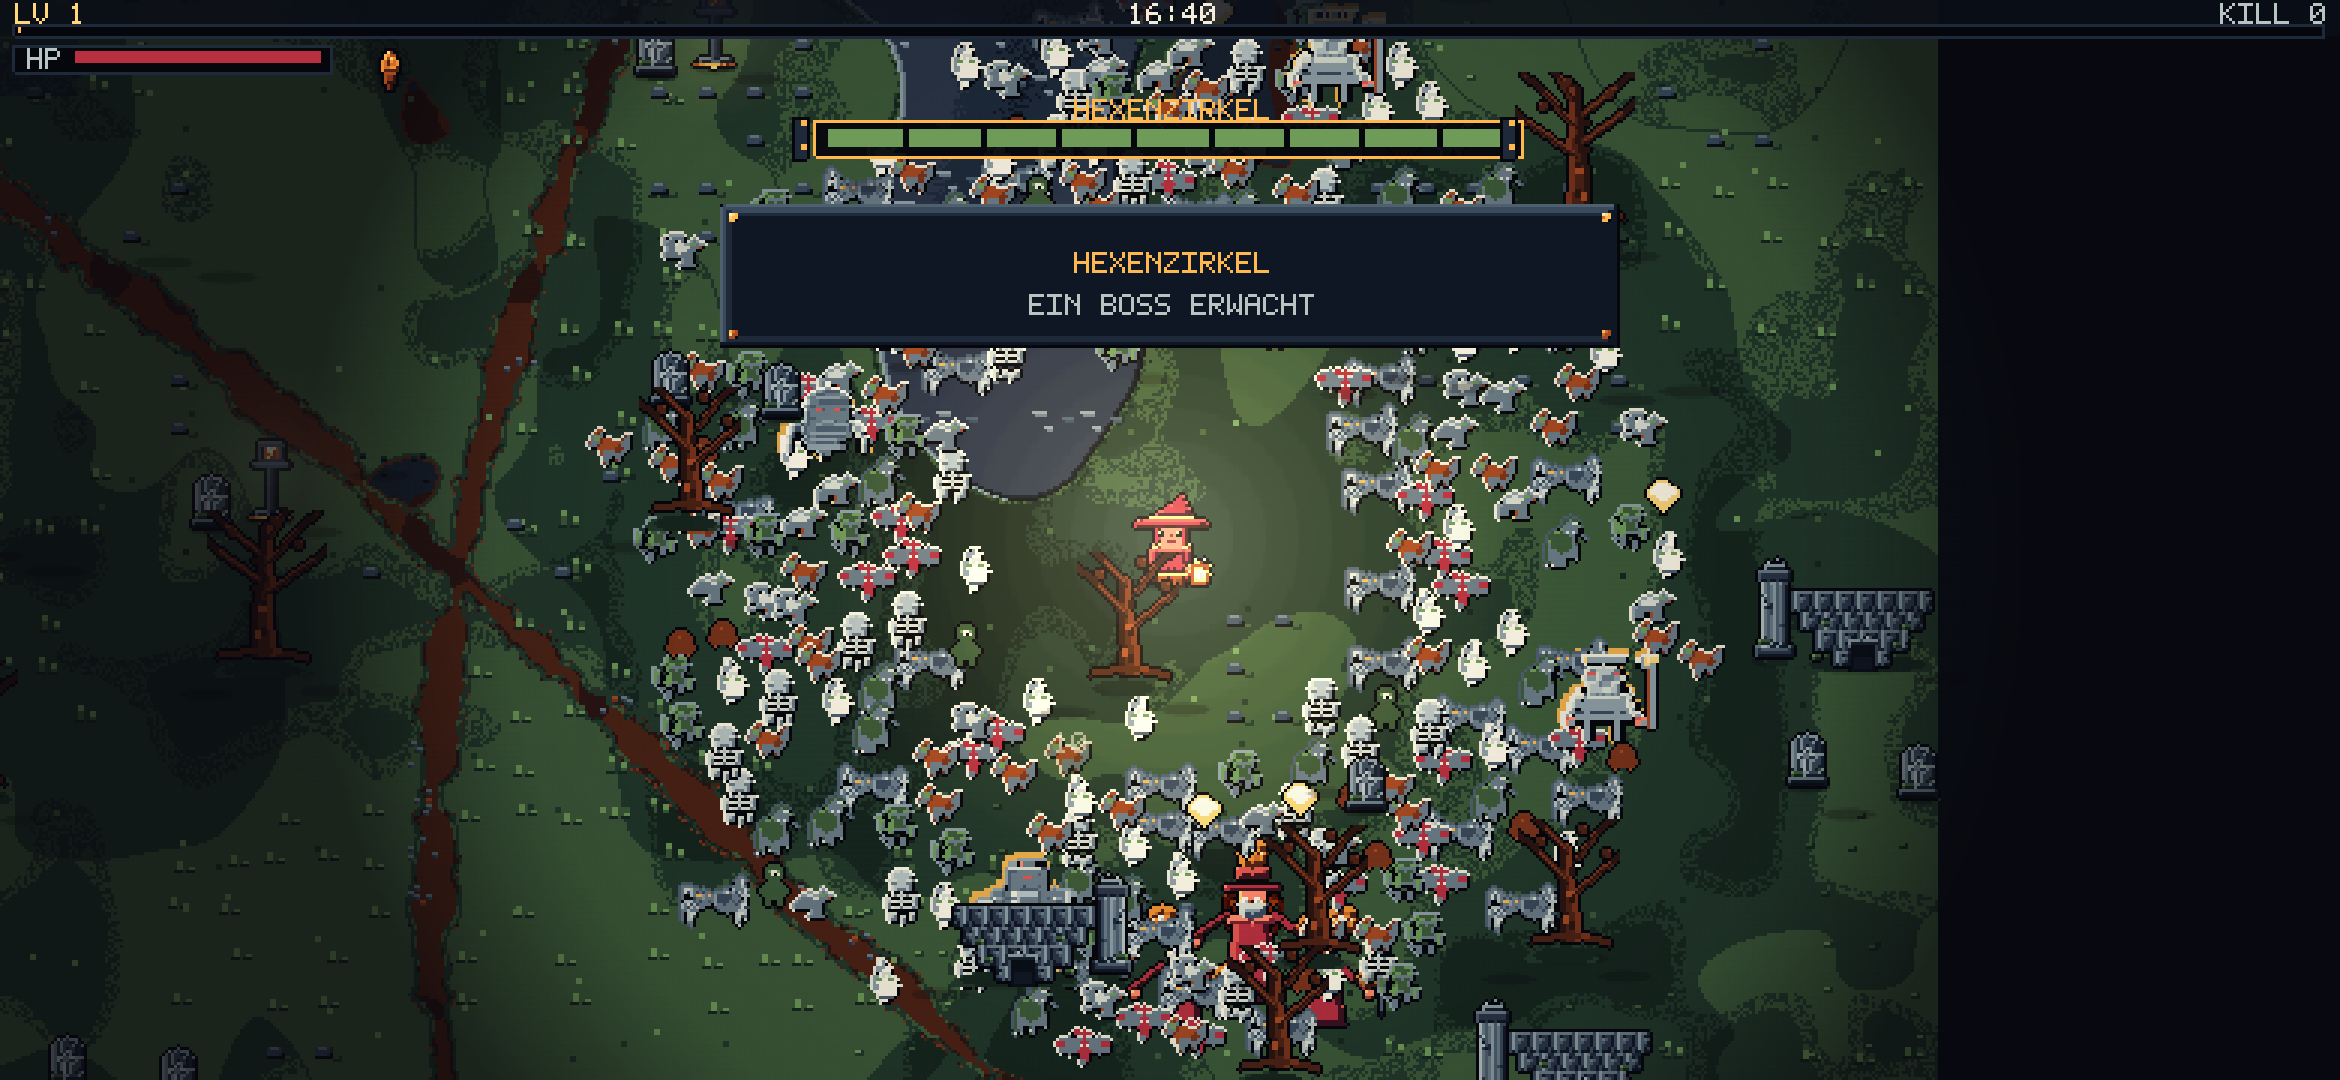 LV 1
16:40
KILL 0
HP
HEXENZIRKEL
HEXENZIRKEL
EIN BOSS ERWACHT